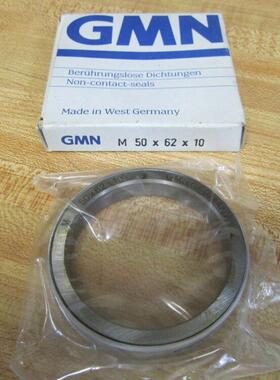 GMN
Berührungslose Dichtungen
Non-contact-seals
Made in West Germany
GMN M 50 x 62 x 10